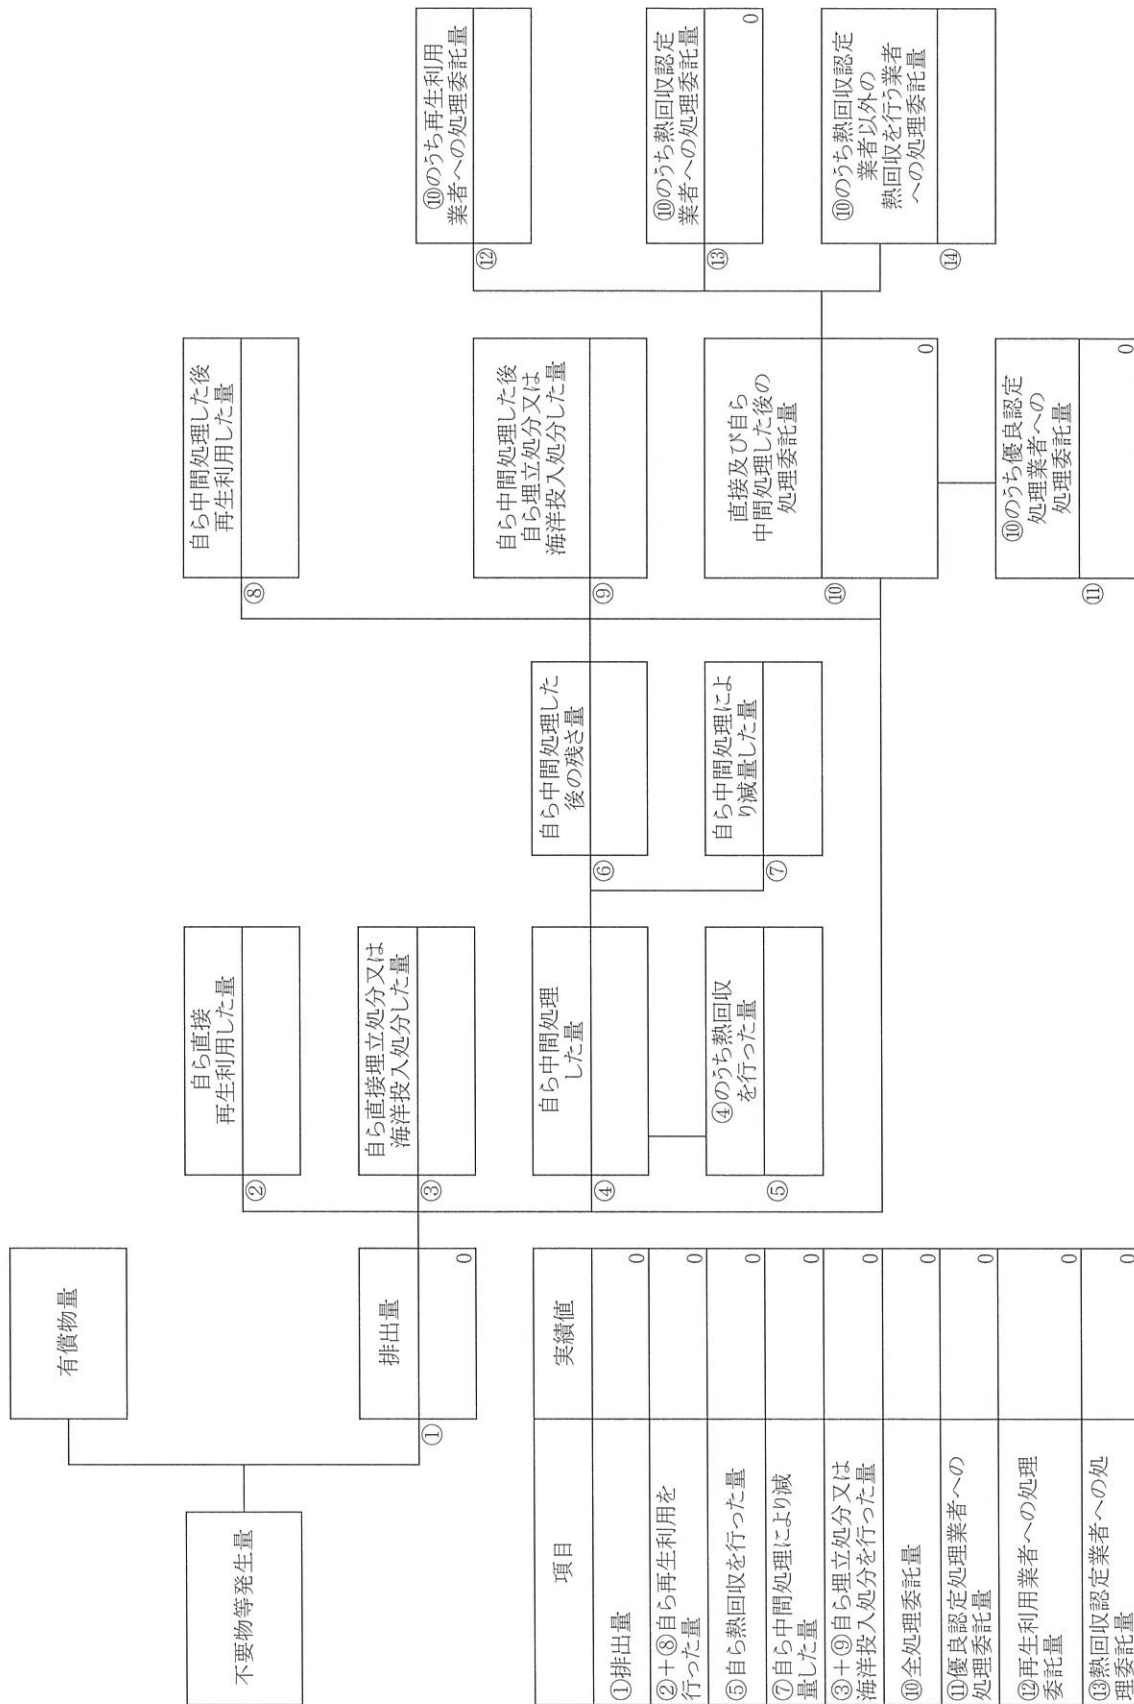 有償物量
不要物等発生量
排出量
①
0
②
自ら直接
再生利用した量
③
自ら直接埋立処分又は
海洋投入処分した量
④
自ら中間処理
した量
⑤
④のうち熱回収
を行った量
⑥
自ら中間処理した
後の残さ量
⑦
自ら中間処理によ
り減量した量
⑧
自ら中間処理した後
再生利用した量
⑨
自ら中間処理した後
自ら埋立処分又は
海洋投入処分した量
⑩
直接及び自ら
中間処理した後の
処理委託量
0
⑪
⑩のうち優良認定
処理業者への
処理委託量
0
⑫
⑩のうち再生利用
業者への処理委託量
⑬
⑩のうち熱回収認定
業者への処理委託量
0
⑭
⑩のうち熱回収認定
業者以外の
熱回収を行う業者
への処理委託量
項目 実績値
①排出量 0
②+⑧自ら再生利用を
行った量 0
⑤自ら熱回収を行った量 0
⑦自ら中間処理により減
量した量 0
③+⑨自ら埋立処分又は
海洋投入処分を行った量 0
⑩全処理委託量 0
⑪優良認定処理業者への
処理委託量 0
⑫再生利用業者への処理
委託量 0
⑬熱回収認定業者への処
理委託量 0